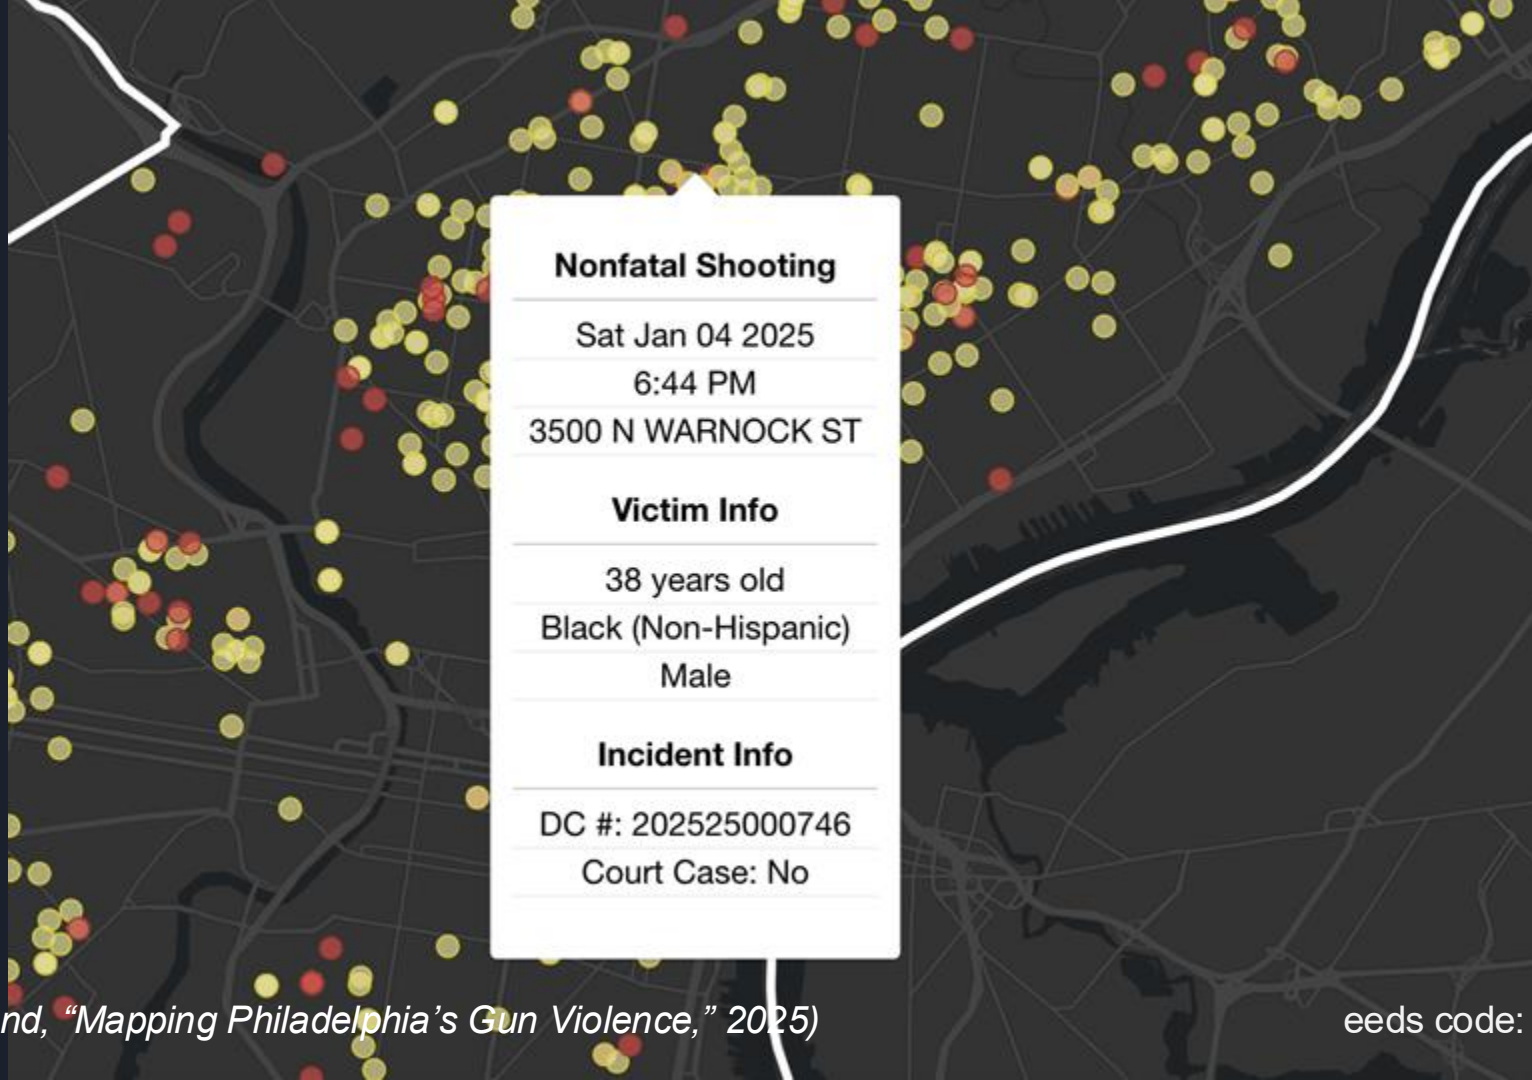 Nonfatal Shooting
Sat Jan 04 2025
6:44 PM
3500 N WARNOCK ST
Victim Info
38 years old
Black (Non-Hispanic)
Male
Incident Info
DC #: 202525000746
Court Case: No
nd, “Mapping Philadelphia’s Gun Violence,” 2025)
eeds code: